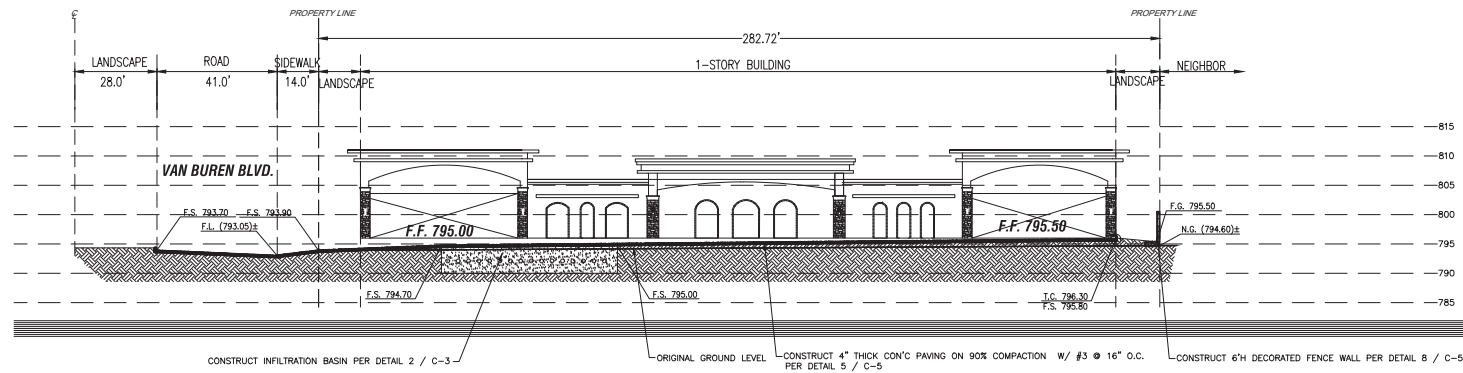 ℄
PROPERTY LINE
PROPERTY LINE
282.72'
LANDSCAPE
28.0'
ROAD
41.0'
SIDEWALK
14.0'
LANDSCAPE
1-STORY BUILDING
LANDSCAPE
NEIGHBOR
815
810
805
800
795
790
785
VAN BUREN BLVD.
F.S. 793.70
F.S. 793.90
F.L. (793.05)±
F.F. 795.00
F.F. 795.50
F.G. 795.50
N.G. (794.60)±
F.S. 794.70
F.S. 795.00
T.C. 796.30
F.S. 795.80
CONSTRUCT INFILTRATION BASIN PER DETAIL 2 / C-3
ORIGINAL GROUND LEVEL
CONSTRUCT 4" THICK CON'C PAVING ON 90% COMPACTION W/ #3 @ 16" O.C.
PER DETAIL 5 / C-5
CONSTRUCT 6'H DECORATED FENCE WALL PER DETAIL 8 / C-5